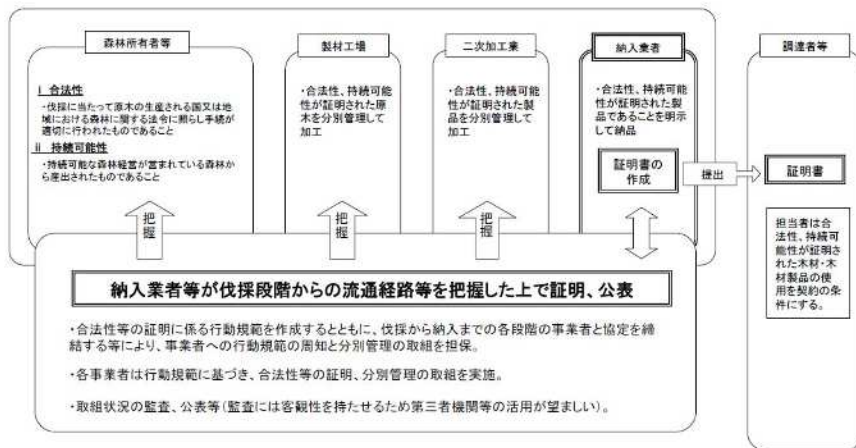 森林所有者等
ⅰ 合法性
・伐採に当たって原木の生産される国又は地
域における森林に関する法令に照らし手続が
適切に行われたものであること
ⅱ 持続可能性
・持続可能な森林経営が営まれている森林か
ら産出されたものであること
製材工場
・合法性、持続可能
性が証明された原
木を分別管理して
加工
二次加工業
・合法性、持続可能
性が証明された製
品を分別管理して
加工
納入業者
・合法性、持続可能
性が証明された製
品であることを明示
して納品
証明書の
作成
提出
調達者等
証明書
担当者は合
法性、持続可
能性が証明さ
れた木材・木
材製品の使
用を契約の条
件にする。
把握
把握
把握
納入業者等が伐採段階からの流通経路等を把握した上で証明、公表
・合法性等の証明に係る行動規範を作成するとともに、伐採から納入までの各段階の事業者と協定を締
結する等により、事業者への行動規範の周知と分別管理の取組を担保。
・各事業者は行動規範に基づき、合法性等の証明、分別管理の取組を実施。
・取組状況の監査、公表等(監査には客観性を持たせるため第三者機関等の活用が望ましい)。